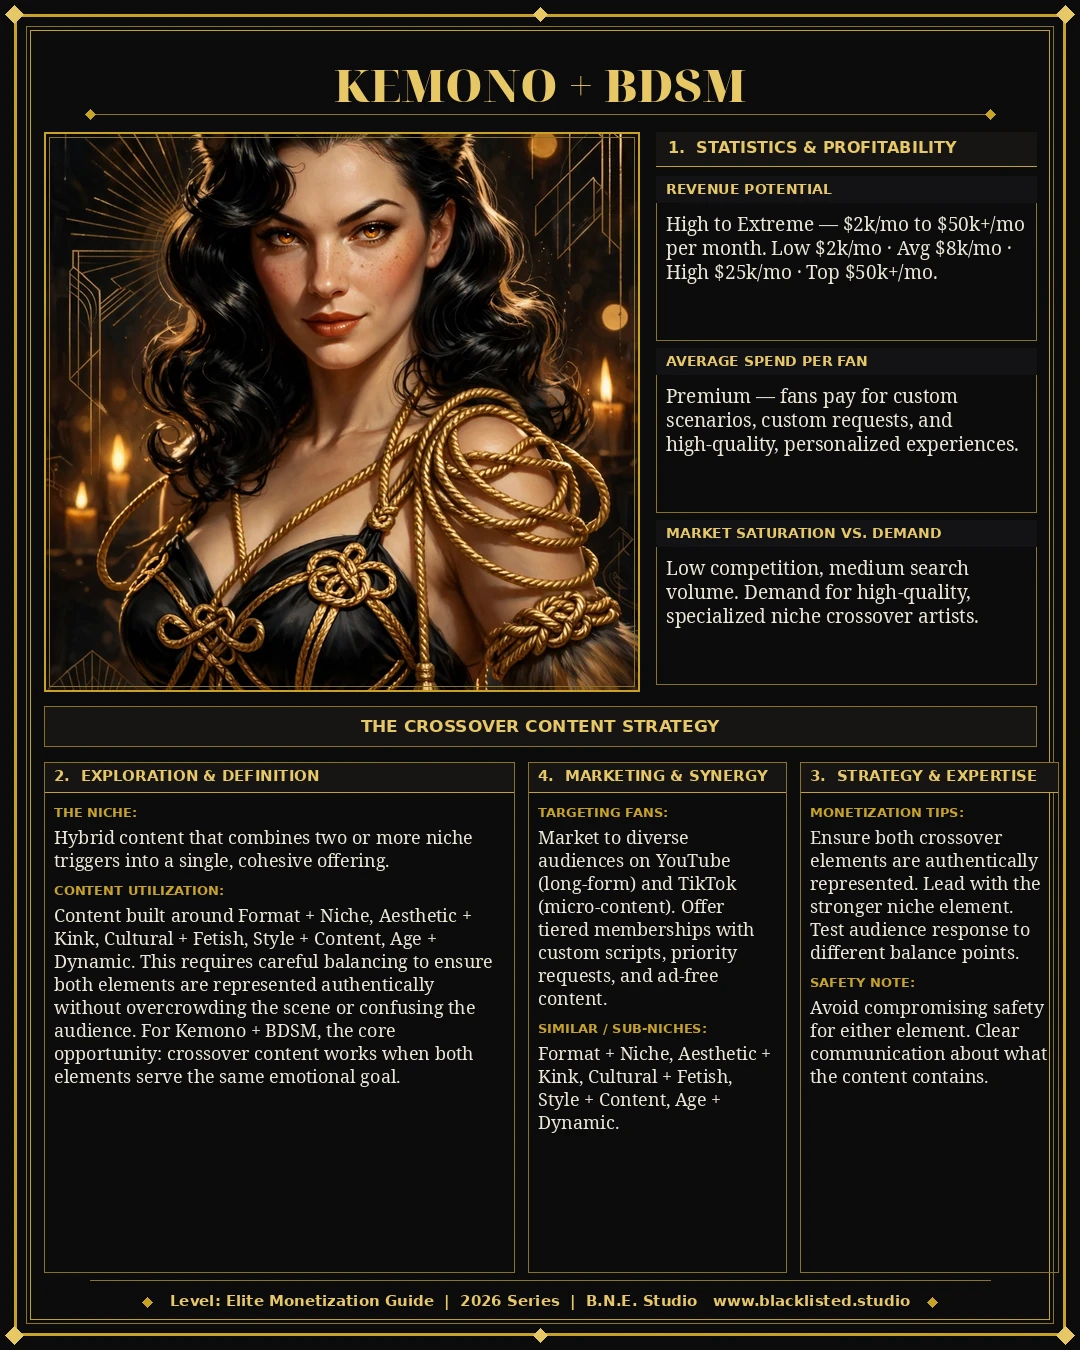 KEMONO + BDSM
1. STATISTICS & PROFITABILITY
REVENUE POTENTIAL
High to Extreme — $2k/mo to $50k+/mo
per month. Low $2k/mo · Avg $8k/mo ·
High $25k/mo · Top $50k+/mo.
AVERAGE SPEND PER FAN
Premium — fans pay for custom
scenarios, custom requests, and
high-quality, personalized experiences.
MARKET SATURATION VS. DEMAND
Low competition, medium search
volume. Demand for high-quality,
specialized niche crossover artists.
THE CROSSOVER CONTENT STRATEGY
2. EXPLORATION & DEFINITION
THE NICHE:
Hybrid content that combines two or more niche
triggers into a single, cohesive offering.
CONTENT UTILIZATION:
Content built around Format + Niche, Aesthetic +
Kink, Cultural + Fetish, Style + Content, Age +
Dynamic. This requires careful balancing to ensure
both elements are represented authentically
without overcrowding the scene or confusing the
audience. For Kemono + BDSM, the core
opportunity: crossover content works when both
elements serve the same emotional goal.
4. MARKETING & SYNERGY
TARGETING FANS:
Market to diverse
audiences on YouTube
(long-form) and TikTok
(micro-content). Offer
tiered memberships with
custom scripts, priority
requests, and ad-free
content.
SIMILAR / SUB-NICHES:
Format + Niche, Aesthetic +
Kink, Cultural + Fetish,
Style + Content, Age +
Dynamic.
3. STRATEGY & EXPERTISE
MONETIZATION TIPS:
Ensure both crossover
elements are authentically
represented. Lead with the
stronger niche element.
Test audience response to
different balance points.
SAFETY NOTE:
Avoid compromising safety
for either element. Clear
communication about what
the content contains.
Level: Elite Monetization Guide | 2026 Series | B.N.E. Studio www.blacklisted.studio